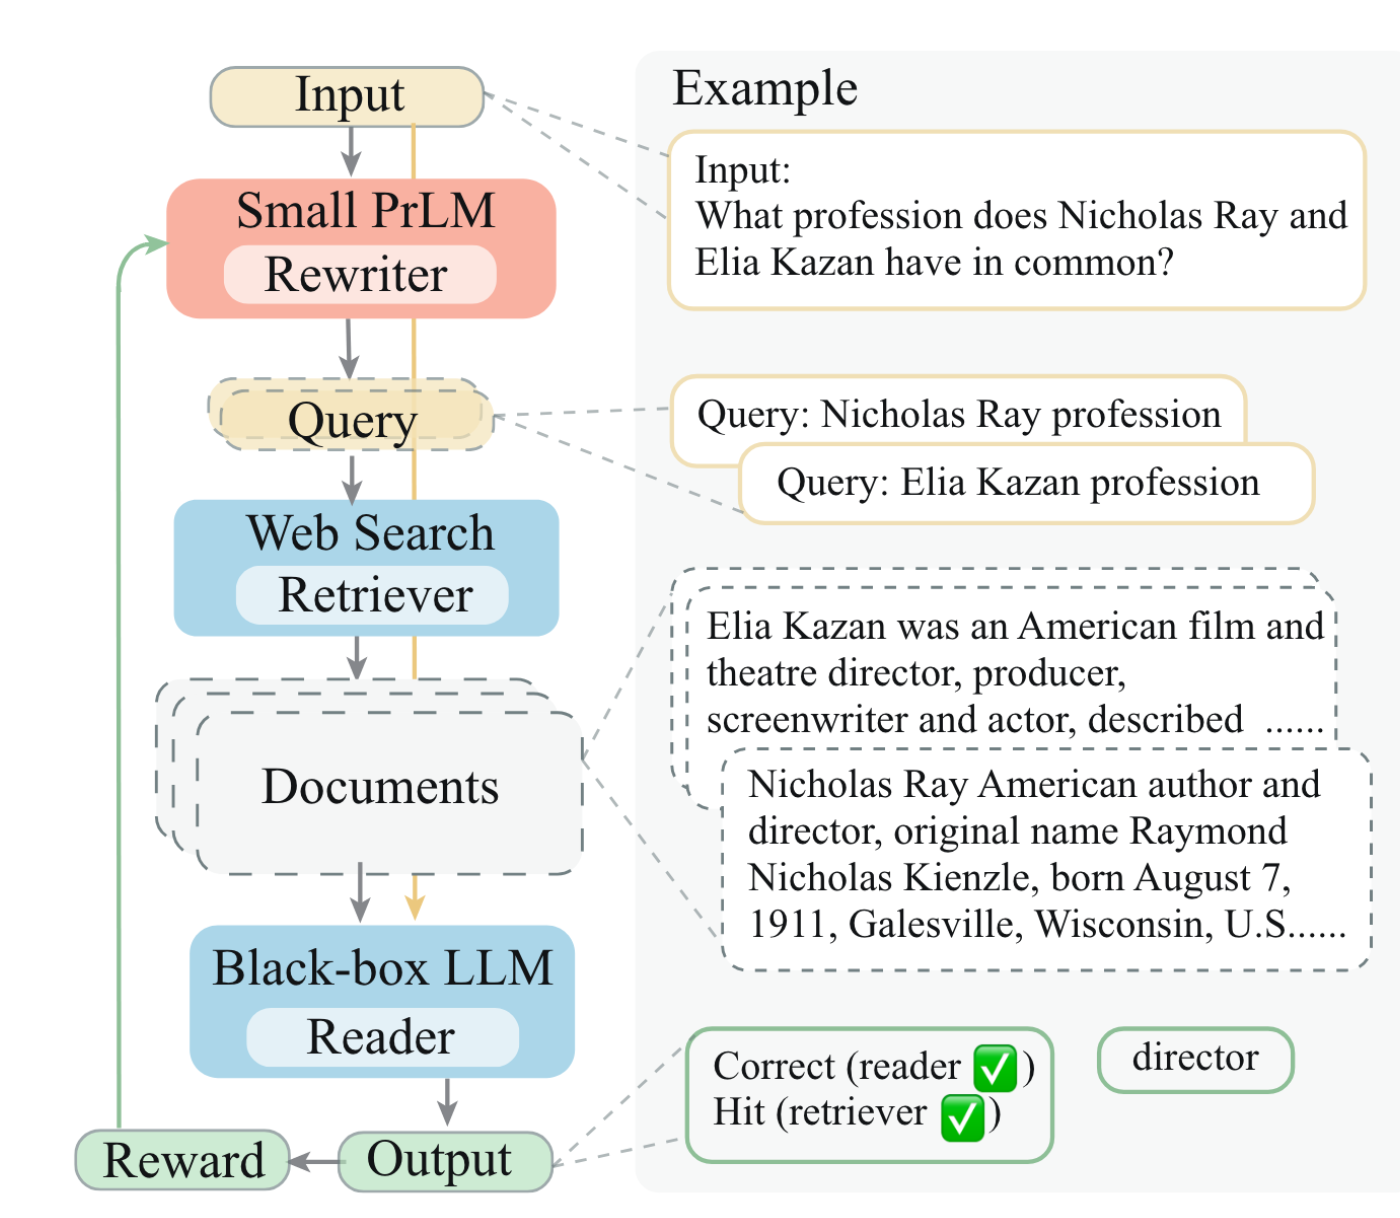 Input
Small PrLM
Rewriter
Query
Web Search
Retriever
Documents
Black-box LLM
Reader
Reward
Output
Example
Input:
What profession does Nicholas Ray and
Elia Kazan have in common?
Query: Nicholas Ray profession
Query: Elia Kazan profession
Elia Kazan was an American film and
theatre director, producer,
screenwriter and actor, described ......
Nicholas Ray American author and
director, original name Raymond
Nicholas Kienzle, born August 7,
1911, Galesville, Wisconsin, U.S......
Correct (reader ✅)
Hit (retriever ✅)
director